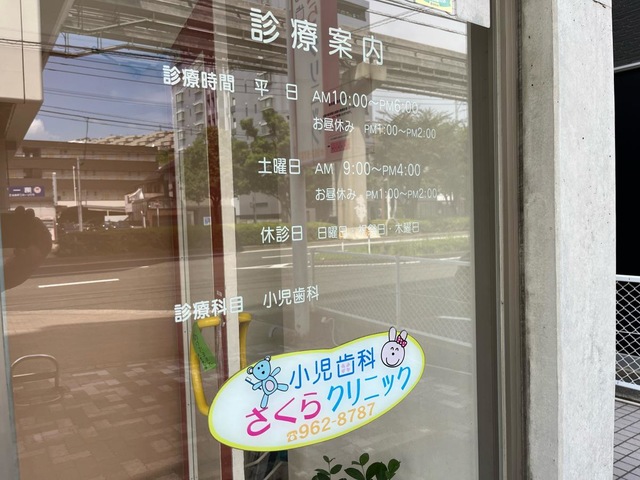 診療案内
診療時間 平日 AM10:00～PM6:00
お昼休み PM1:00～PM2:00
土曜日 AM 9:00～PM4:00
お昼休み PM1:00～PM2:00
休診日 日曜日・祝祭日・木曜日
診療科目 小児歯科
小児歯科
さくらクリニック
☎962-8787